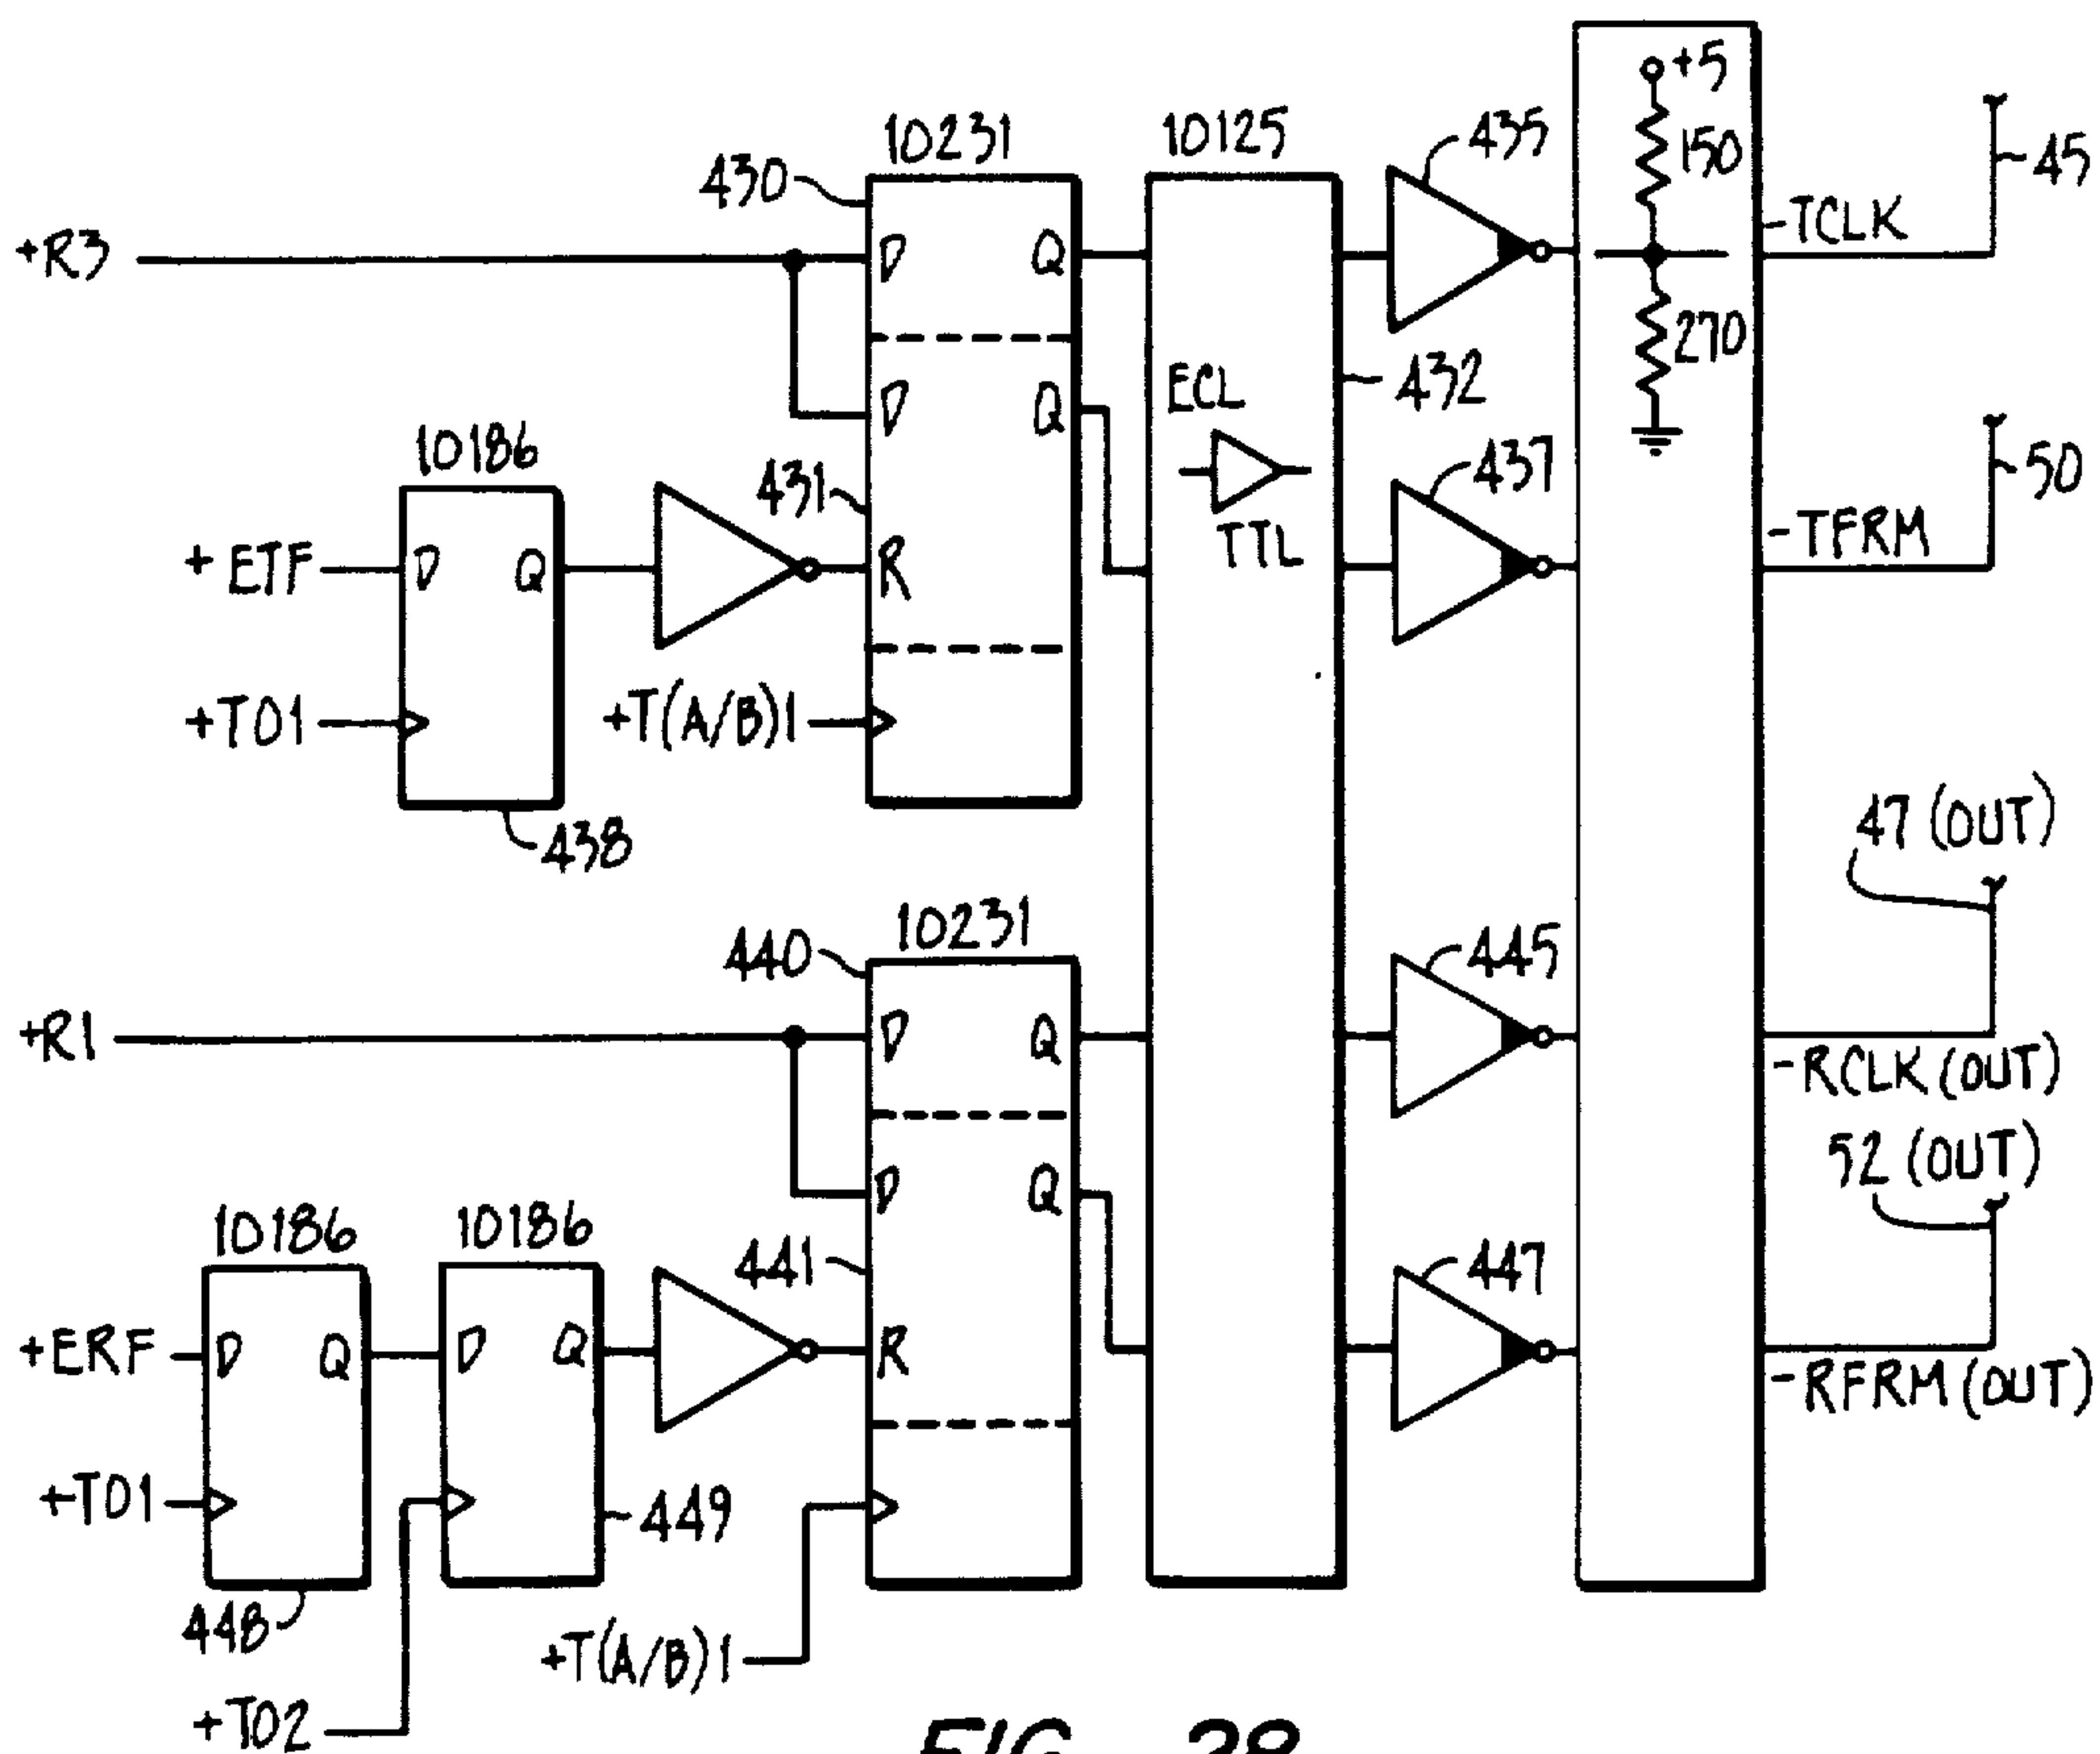 +5
10231
10125
435
150
45
430
-TCLK
+R3
D
Q
270
432
D
Q
ECL
10186
437
50
431
TTL
-TFRM
+ETF
D
Q
R
+T01
+T(A/B)1
47 (OUT)
438
10231
440
445
+R1
D
Q
-RCLK (OUT)
52 (OUT)
D
Q
10186
10186
441
447
+ERF
D
Q
D
Q
R
-RFRM (OUT)
+T01
449
448
+T(A/B)1
+T02